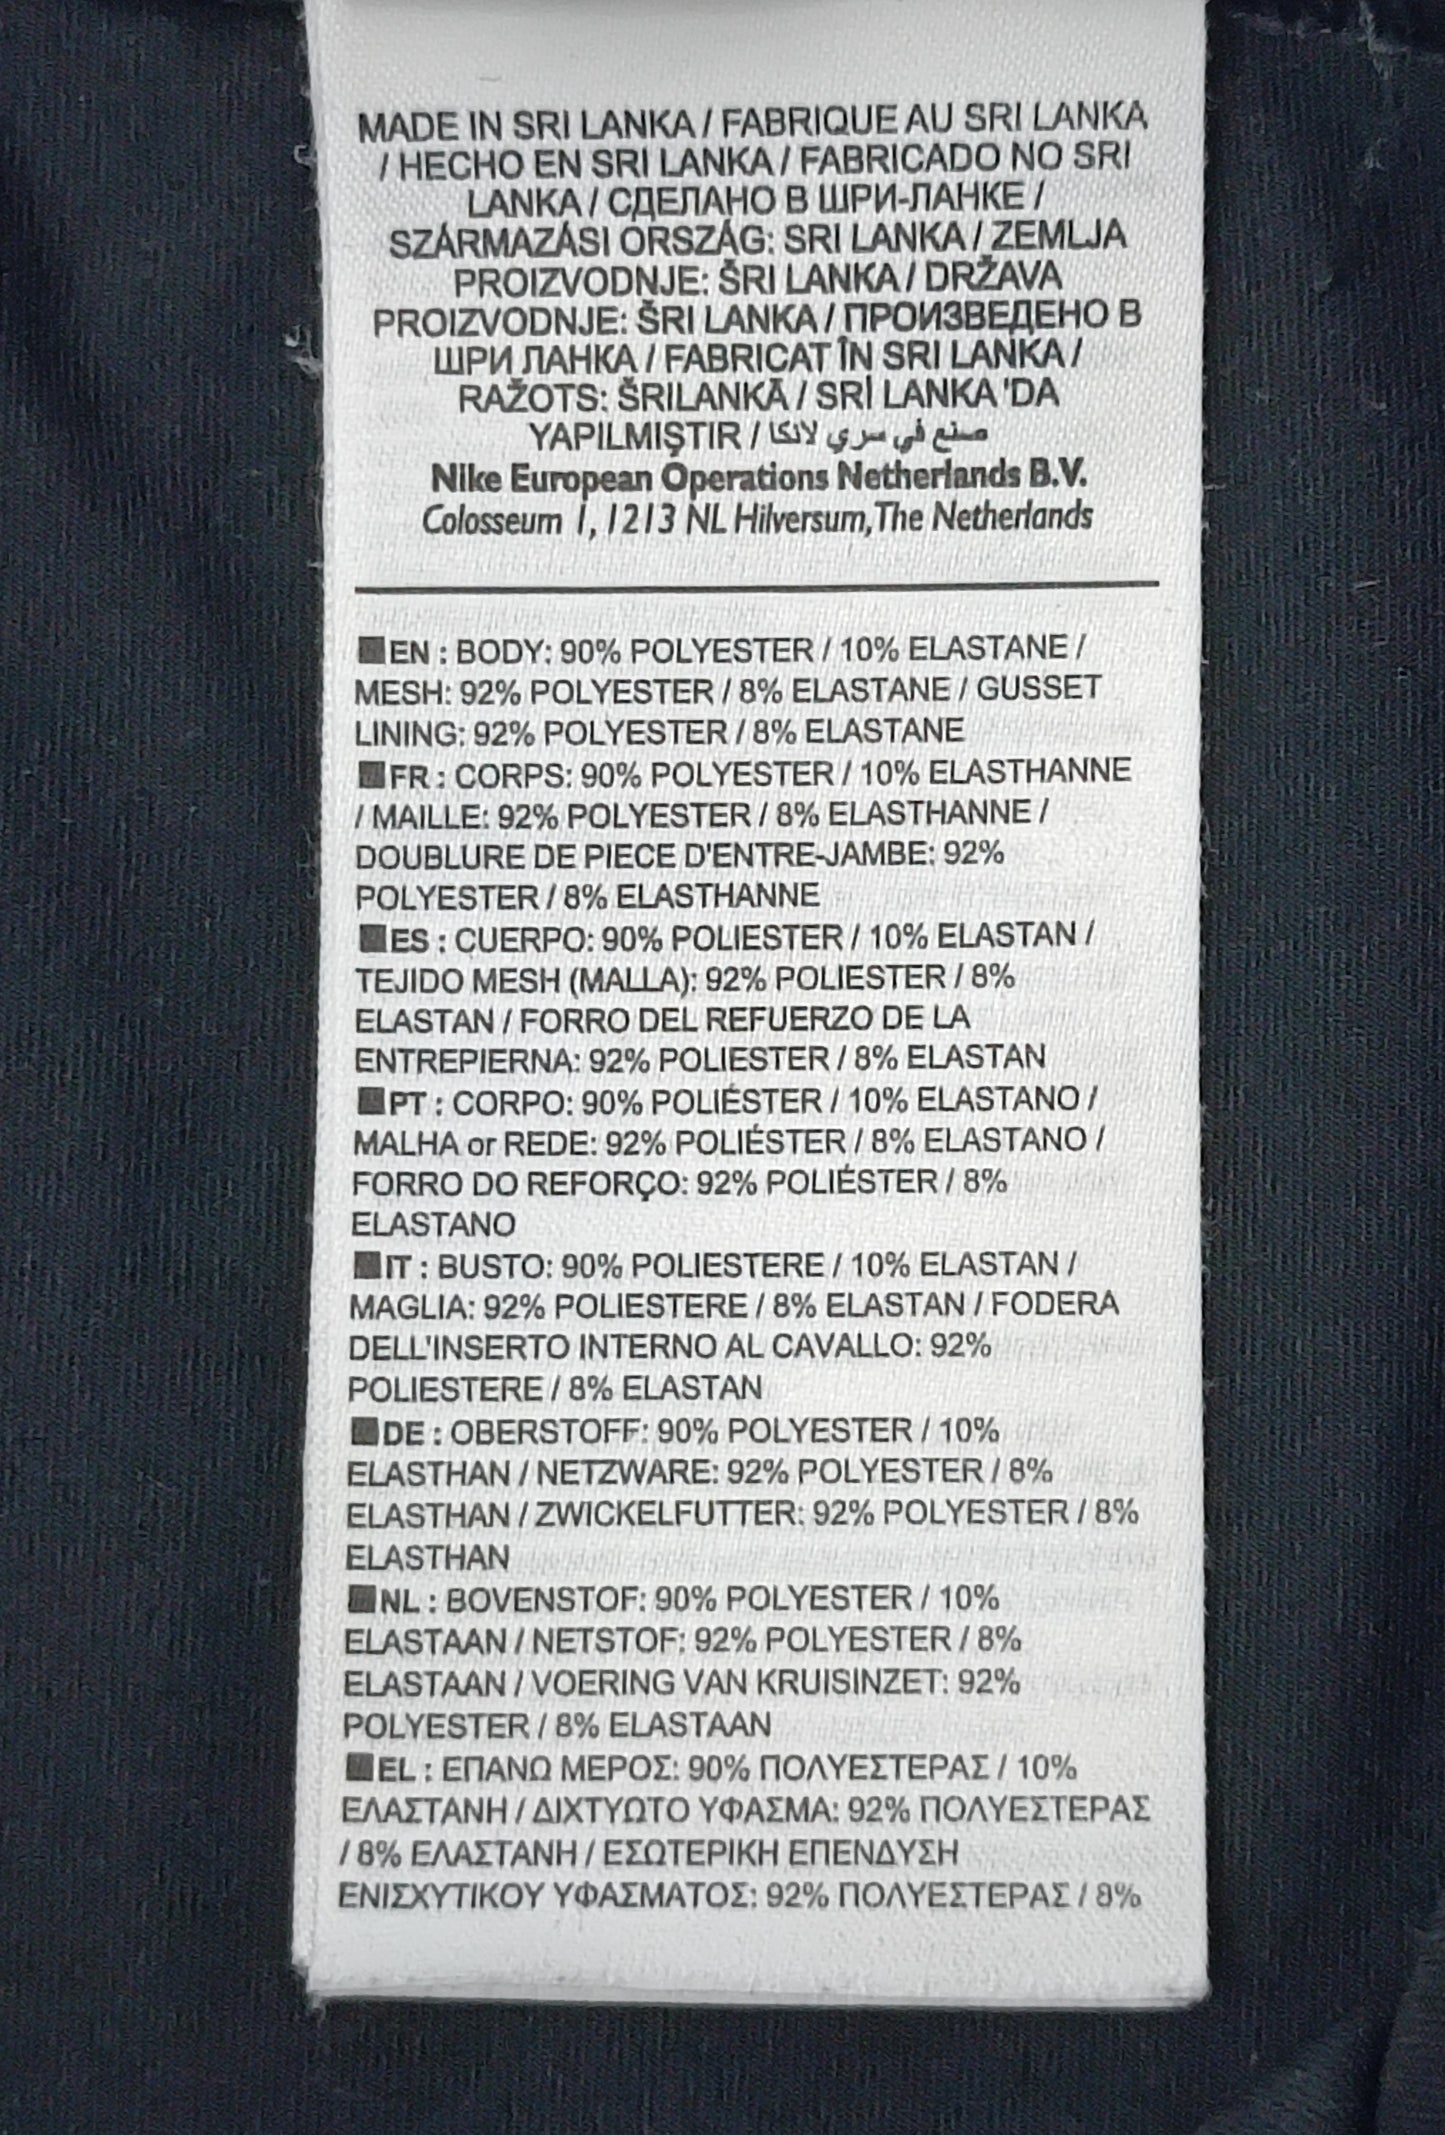 MADE IN SRI LANKA / FABRIQUE AU SRI LANKA
/ HECHO EN SRI LANKA / FABRICADO NO SRI
LANKA / СДЕЛАНО В ШРИ-ЛАНКЕ /
SZÁRMAZÁSI ORSZÁG: SRI LANKA / ZEMLJA
PROIZVODNJE: ŠRI LANKA / DRŽAVA
PROIZVODNJE: ŠRI LANKA / ПРОИЗВЕДЕНО В
ШРИ ЛАНКА / FABRICAT ÎN SRI LANKA /
RAŽOTS: ŠRILANKĀ / SRİ LANKA 'DA
YAPILMIŞTIR / صنع في سري لانكا
Nike European Operations Netherlands B.V.
Colosseum 1, 1213 NL Hilversum, The Netherlands
EN : BODY: 90% POLYESTER / 10% ELASTANE /
MESH: 92% POLYESTER / 8% ELASTANE / GUSSET
LINING: 92% POLYESTER / 8% ELASTANE
FR : CORPS: 90% POLYESTER / 10% ELASTHANNE
/ MAILLE: 92% POLYESTER / 8% ELASTHANNE /
DOUBLURE DE PIECE D'ENTRE-JAMBE: 92%
POLYESTER / 8% ELASTHANNE
ES : CUERPO: 90% POLIESTER / 10% ELASTAN /
TEJIDO MESH (MALLA): 92% POLIESTER / 8%
ELASTAN / FORRO DEL REFUERZO DE LA
ENTREPIERNA: 92% POLIESTER / 8% ELASTAN
PT : CORPO: 90% POLIÉSTER / 10% ELASTANO /
MALHA or REDE: 92% POLIÉSTER / 8% ELASTANO /
FORRO DO REFORÇO: 92% POLIÉSTER / 8%
ELASTANO
IT : BUSTO: 90% POLIESTERE / 10% ELASTAN /
MAGLIA: 92% POLIESTERE / 8% ELASTAN / FODERA
DELL'INSERTO INTERNO AL CAVALLO: 92%
POLIESTERE / 8% ELASTAN
DE : OBERSTOFF: 90% POLYESTER / 10%
ELASTHAN / NETZWARE: 92% POLYESTER / 8%
ELASTHAN / ZWICKELFUTTER: 92% POLYESTER / 8%
ELASTHAN
NL : BOVENSTOF: 90% POLYESTER / 10%
ELASTAAN / NETSTOF: 92% POLYESTER / 8%
ELASTAAN / VOERING VAN KRUISINZET: 92%
POLYESTER / 8% ELASTAAN
EL : ΕΠΑΝΩ ΜΕΡΟΣ: 90% ΠΟΛΥΕΣΤΕΡΑΣ / 10%
ΕΛΑΣΤΑΝΗ / ΔΙΧΤΥΩΤΟ ΥΦΑΣΜΑ: 92% ΠΟΛΥΕΣΤΕΡΑΣ
/ 8% ΕΛΑΣΤΑΝΗ / ΕΣΩΤΕΡΙΚΗ ΕΠΕΝΔΥΣΗ
ΕΝΙΣΧΥΤΙΚΟΥ ΥΦΑΣΜΑΤΟΣ: 92% ΠΟΛΥΕΣΤΕΡΑΣ / 8%